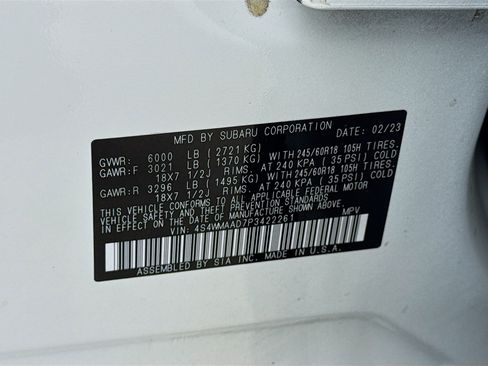 MFD BY SUBARU CORPORATION DATE: 02/23
GVWR: 6000 LB (2721 KG)
GAWR:F 3021 LB (1370 KG) WITH 245/60R18 105H TIRES.
18X7 1/2J RIMS. AT 240 KPA (35 PSI) COLD
GAWR:R 3296 LB (1495 KG) WITH 245/60R18 105H TIRES.
18X7 1/2J RIMS. AT 240 KPA (35 PSI) COLD
THIS VEHICLE CONFORMS TO ALL APPLICABLE FEDERAL MOTOR
VEHICLE SAFETY AND THEFT PREVENTION STANDARDS IN EFFECT
ON THE DATE OF MANUFACTURE SHOWN ABOVE.
VIN: 4S4WMAAD7P3422261 MPV
ASSEMBLED BY SIA INC. MADE IN U.S.A.